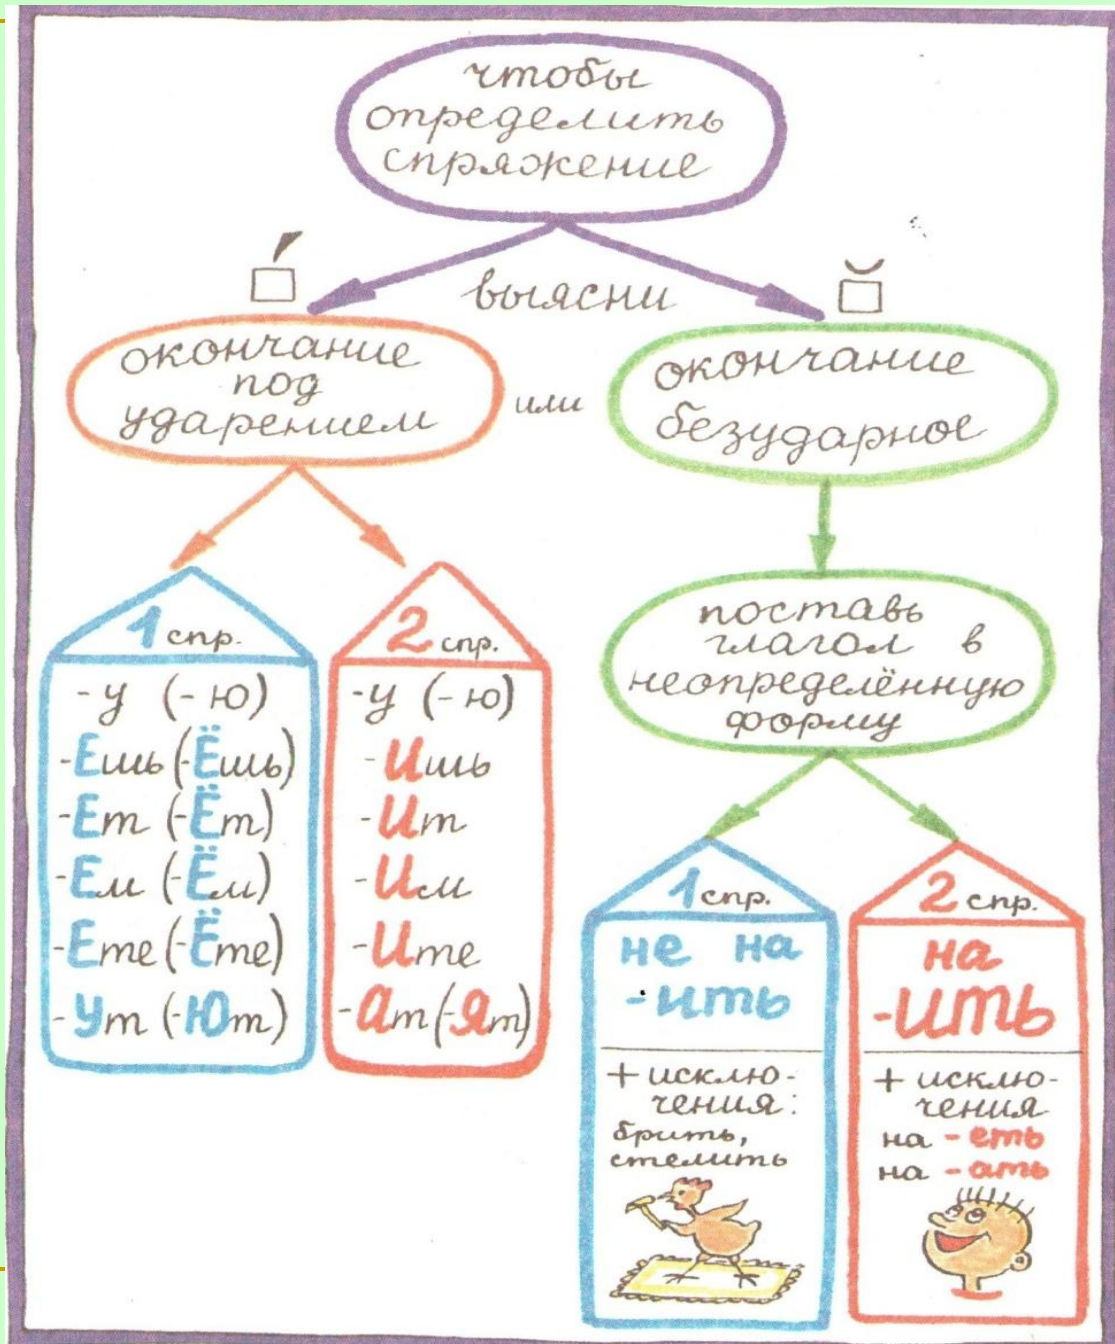 чтобы
определить
спряжение
выясни
окончание
под
ударением
или
окончание
безударное
1 спр.
-у (-ю)
-Ешь (-Ёшь)
-Ет (-Ёт)
-Ем (-Ём)
-Ете (-Ёте)
-Ут (-Ют)
2 спр.
-у (-ю)
-Ишь
-Ит
-Им
-Ите
-Ат (-Ят)
поставь
глагол в
неопределённую
форму
1 спр.
не на
-ить
+ исклю-
чения:
брить,
стелить
2 спр.
на
-ить
+ исклю-
чения
на -еть
на -ать